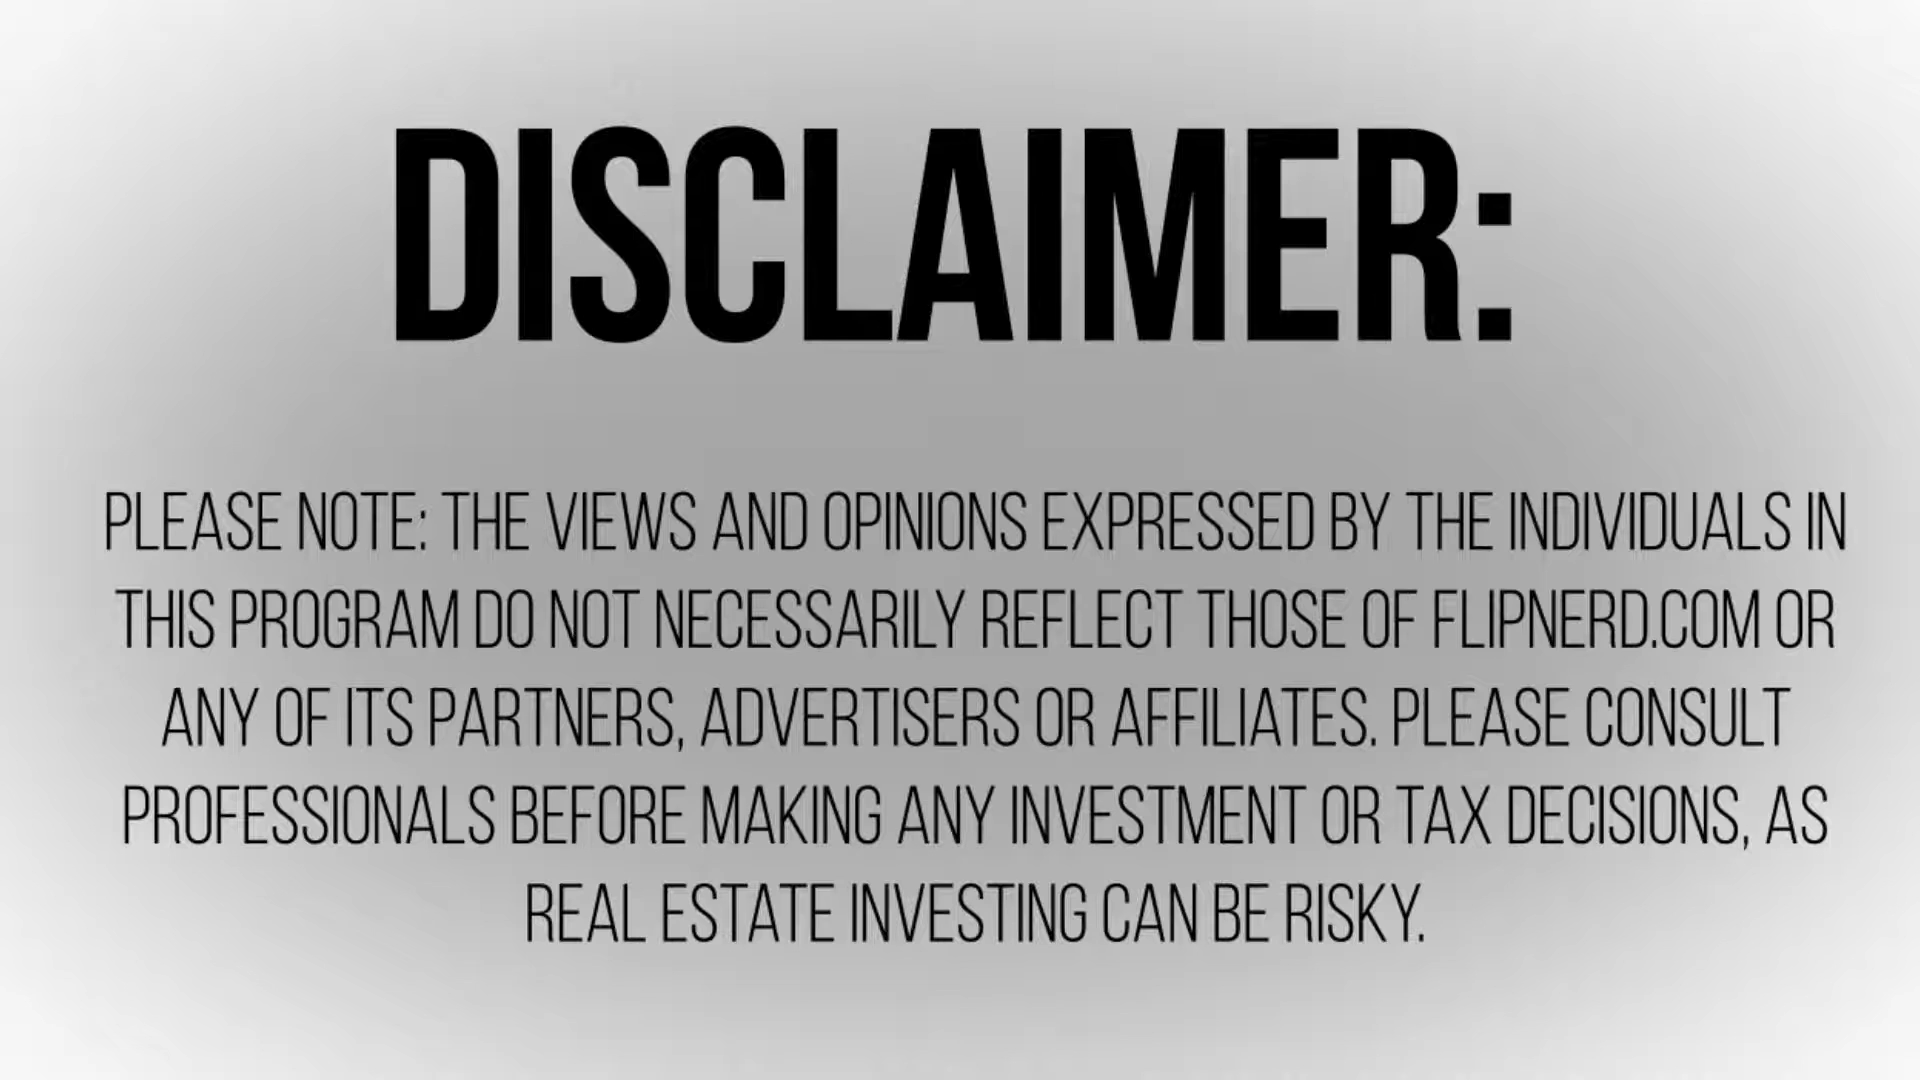 DISCLAIMER:
PLEASE NOTE: THE VIEWS AND OPINIONS EXPRESSED BY THE INDIVIDUALS IN
THIS PROGRAM DO NOT NECESSARILY REFLECT THOSE OF FLIPNERD.COM OR
ANY OF ITS PARTNERS, ADVERTISERS OR AFFILIATES. PLEASE CONSULT
PROFESSIONALS BEFORE MAKING ANY INVESTMENT OR TAX DECISIONS, AS
REAL ESTATE INVESTING CAN BE RISKY.